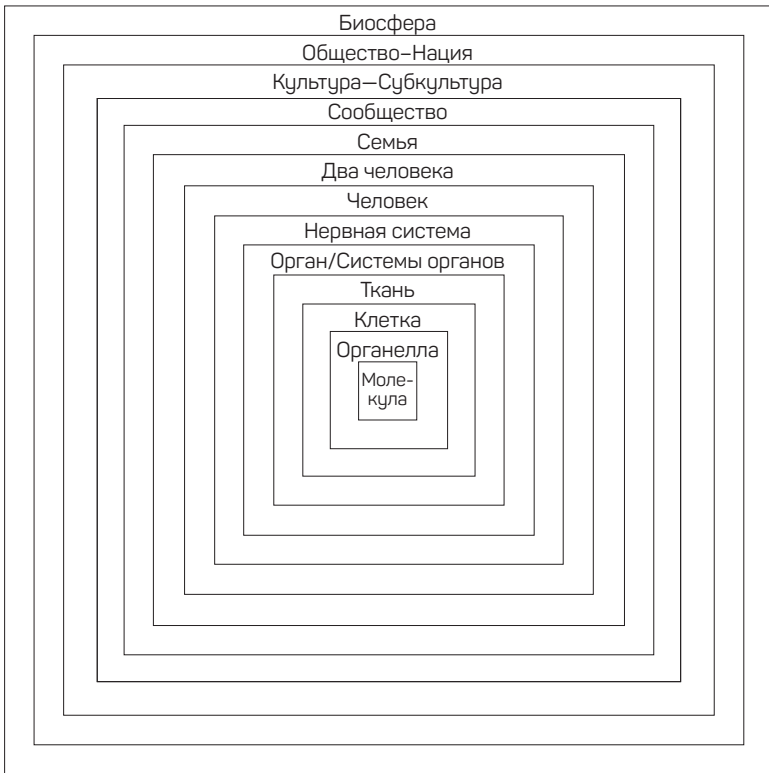 Биосфера
Общество–Нация
Культура—Субкультура
Сообщество
Семья
Два человека
Человек
Нервная система
Орган/Системы органов
Ткань
Клетка
Органелла
Моле-
кула